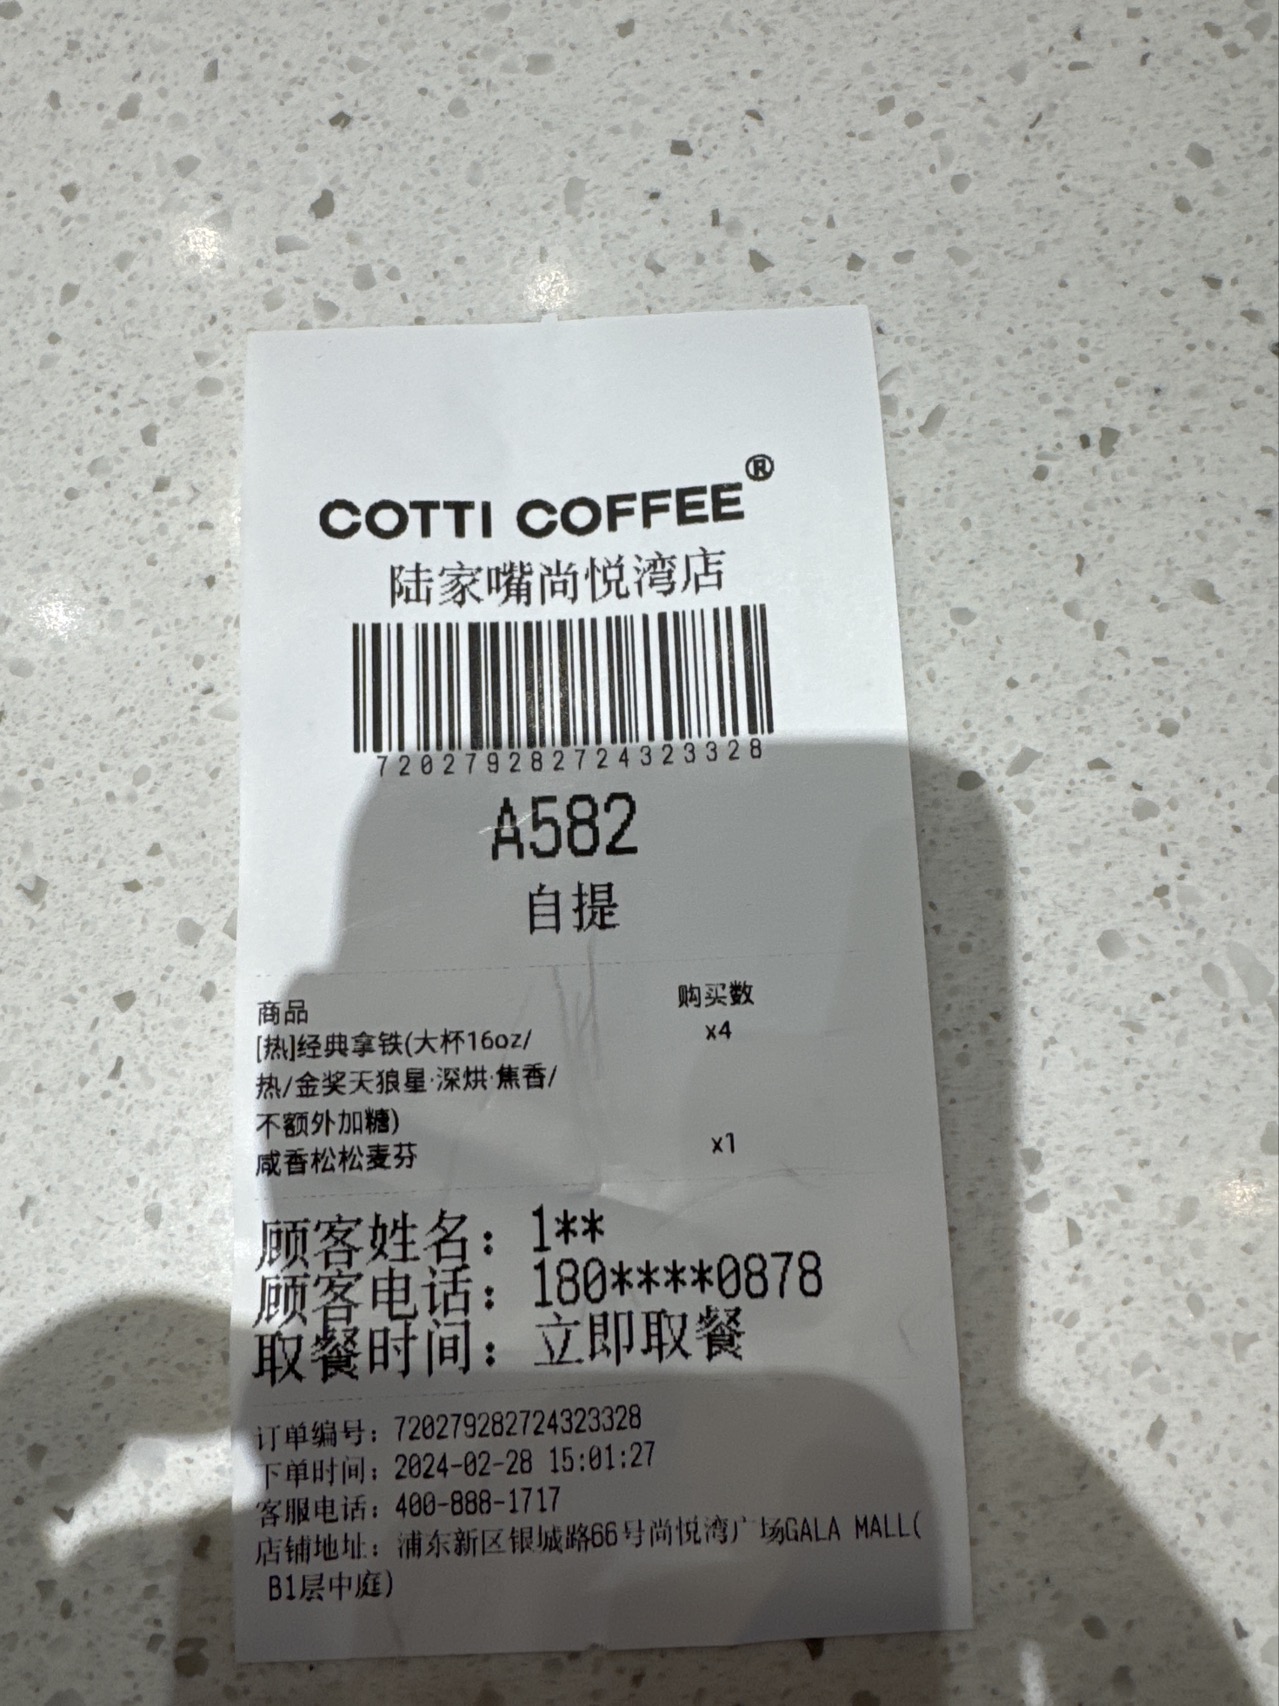 COTTI COFFEE®
陆家嘴尚悦湾店
720279282724323328
A582
自提
商品 购买数
[热]经典拿铁(大杯16oz/ x4
热/金奖天狼星·深烘·焦香/
不额外加糖)
咸香松松麦芬 x1
顾客姓名：1**
顾客电话：180****0878
取餐时间：立即取餐
订单编号：720279282724323328
下单时间：2024-02-28 15:01:27
客服电话：400-888-1717
店铺地址：浦东新区银城路66号尚悦湾广场GALA MALL(
B1层中庭)